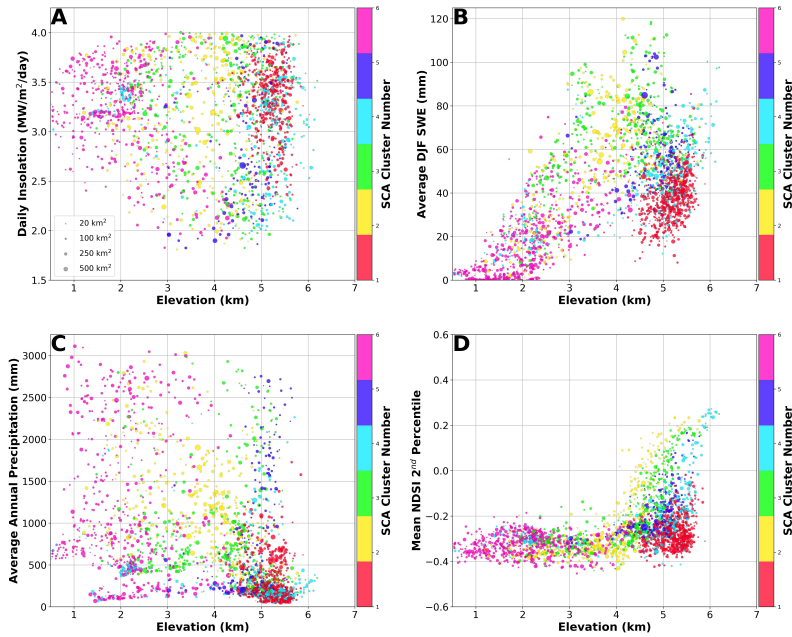 A
4.0
3.5
3.0
2.5
2.0
1.5
Daily Insolation (MW/m²/day)
20 km²
100 km²
250 km²
500 km²
1 2 3 4 5 6 7
Elevation (km)
6
5
4
3
2
1
SCA Cluster Number
B
120
100
80
60
40
20
0
Average DJF SWE (mm)
1 2 3 4 5 6 7
Elevation (km)
6
5
4
3
2
1
SCA Cluster Number
C
3000
2500
2000
1500
1000
500
0
Average Annual Precipitation (mm)
1 2 3 4 5 6 7
Elevation (km)
6
5
4
3
2
1
SCA Cluster Number
D
0.6
0.4
0.2
0.0
−0.2
−0.4
−0.6
Mean NDSI 2ⁿᵈ Percentile
1 2 3 4 5 6 7
Elevation (km)
6
5
4
3
2
1
SCA Cluster Number